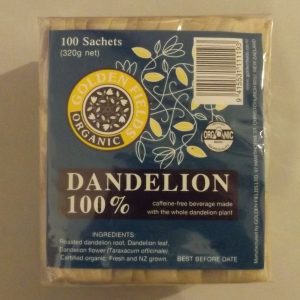 100 Sachets
(320g net)
GOLDEN FIELDS
ORGANIC
ORGANIC
DANDELION
100%
caffeine-free beverage made
with the whole dandelion plant
INGREDIENTS:
Roasted dandelion root, Dandelion leaf,
Dandelion flower (Taraxacum officinale)
Certified organic. Fresh and NZ grown.
BEST BEFORE DATE